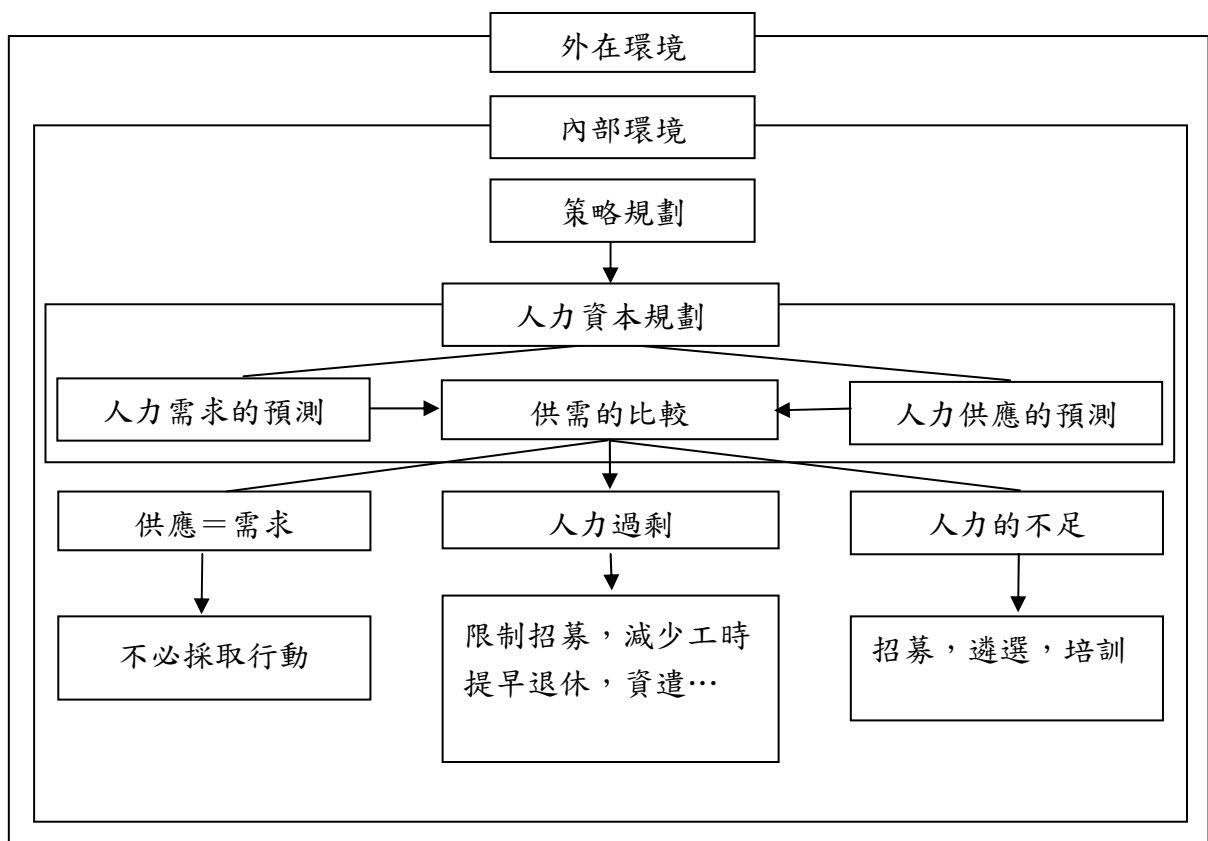 外在環境
內部環境
策略規劃
人力資本規劃
人力需求的預測
供需的比較
人力供應的預測
供應＝需求
人力過剩
人力的不足
不必採取行動
限制招募，減少工時
提早退休，資遣…
招募，遴選，培訓